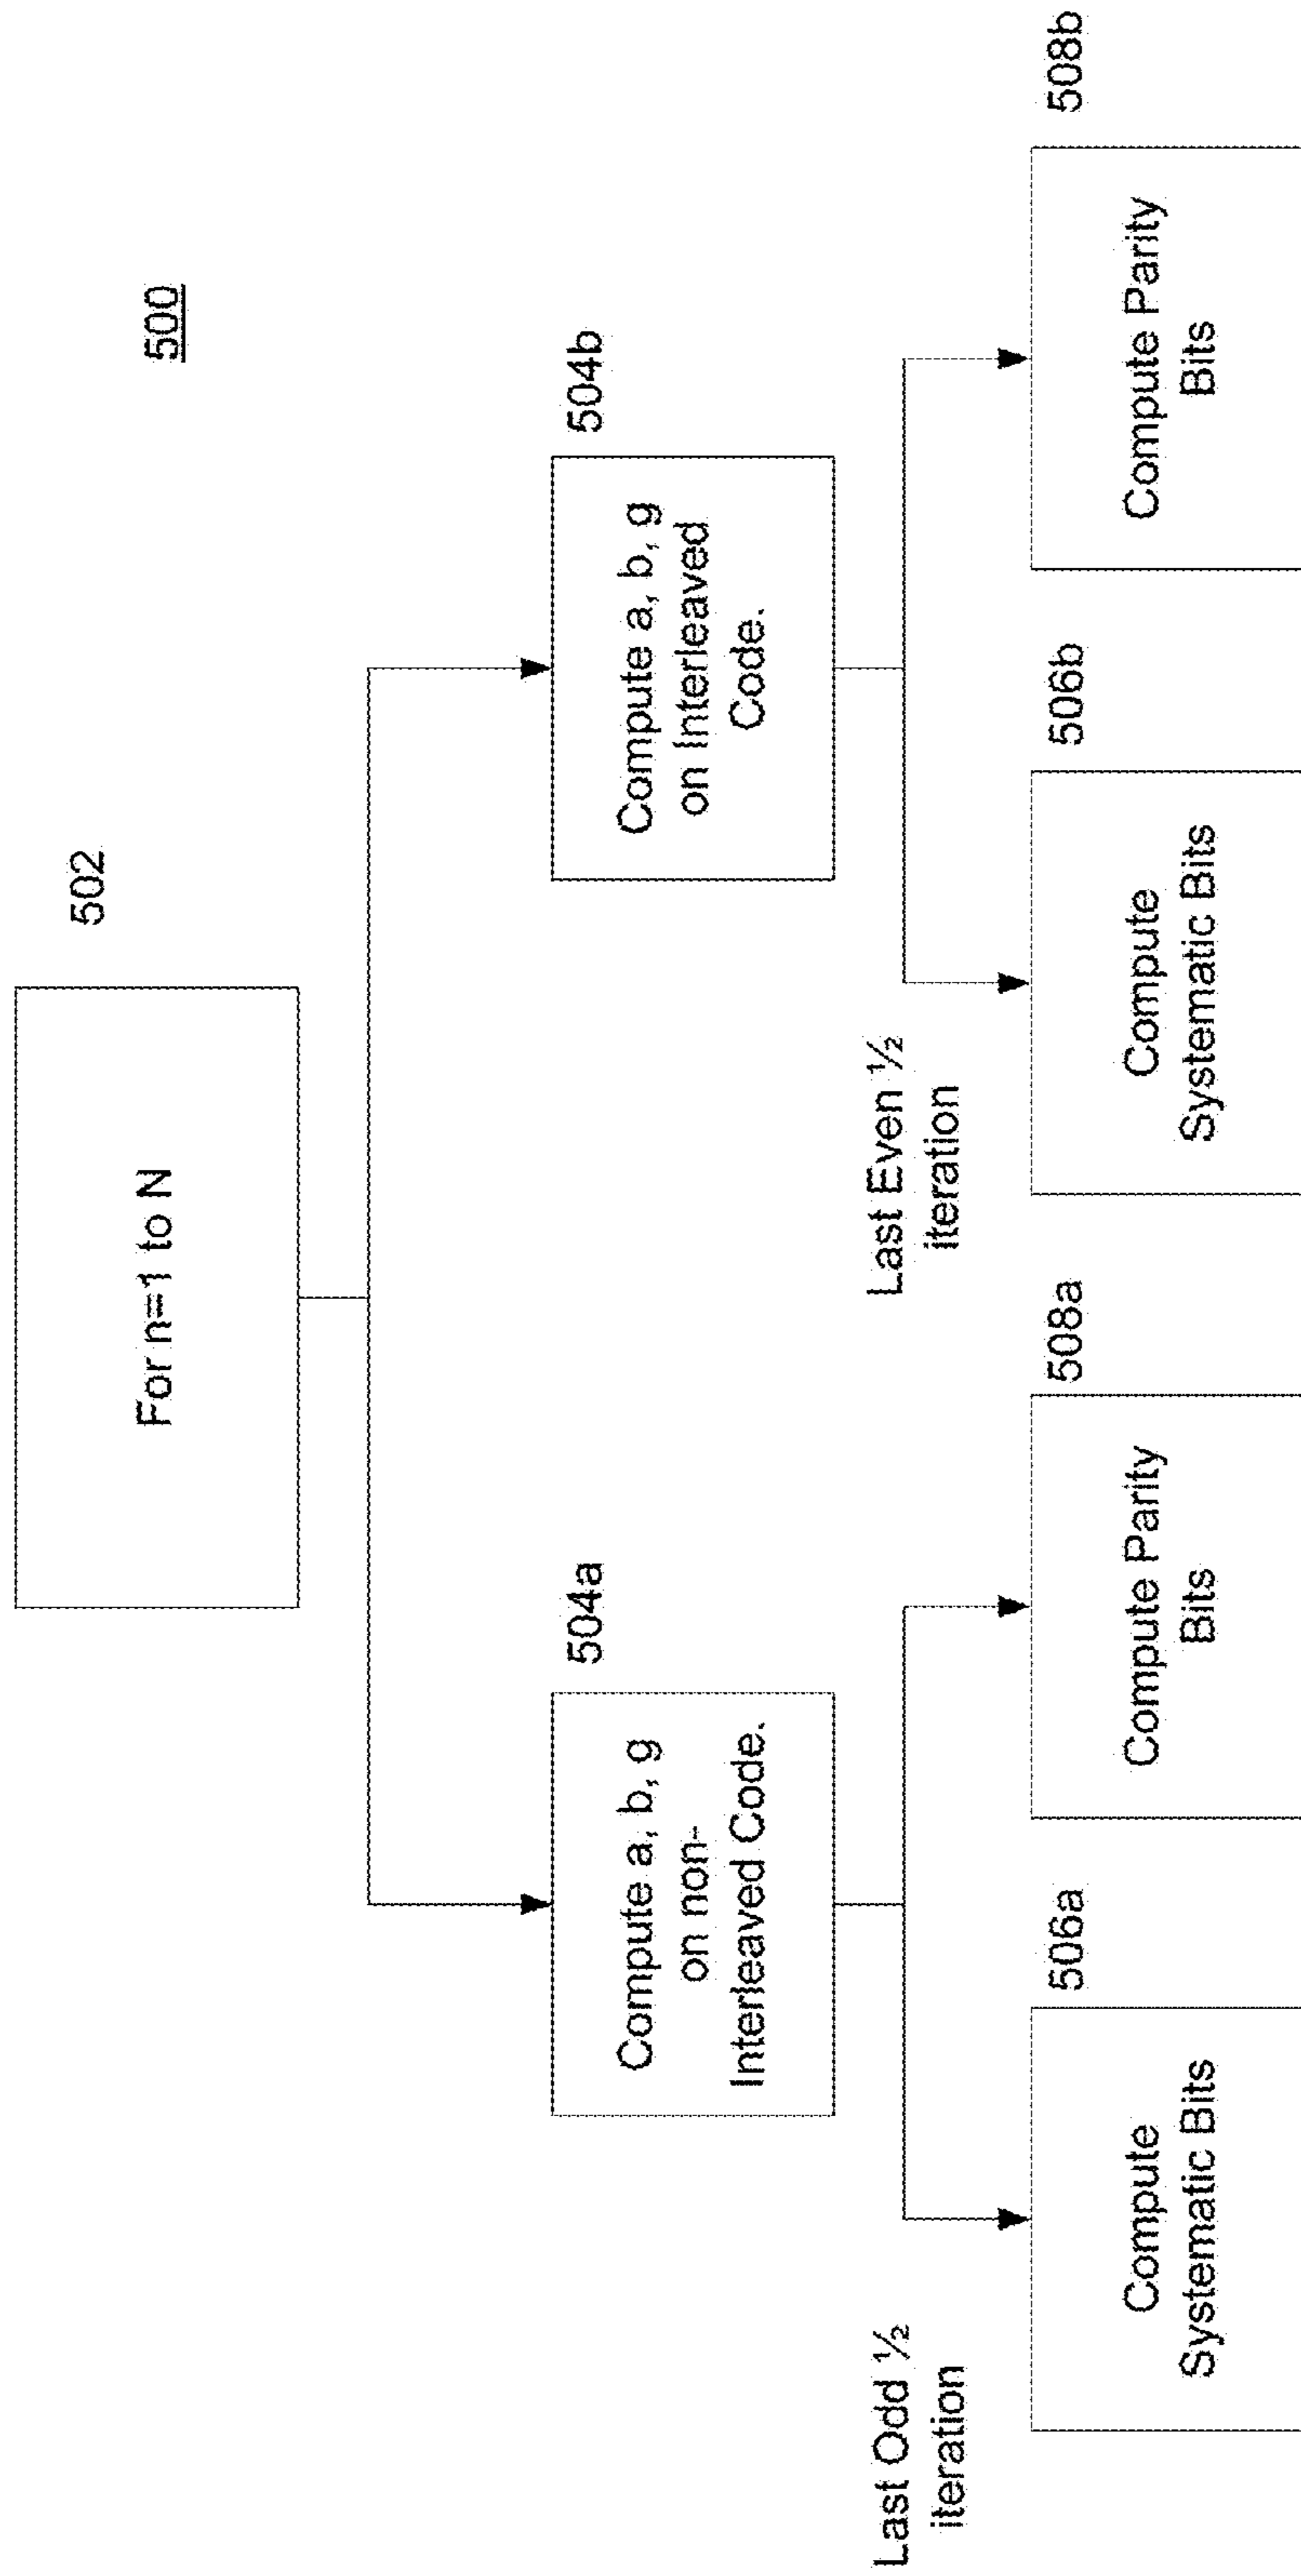 500
502
For n=1 to N
504a
Compute a, b, g
on non-
Interleaved Code.
504b
Compute a, b, g
on Interleaved
Code.
Last Odd ½
iteration
506a
Compute
Systematic Bits
508a
Compute Parity
Bits
Last Even ½
iteration
506b
Compute
Systematic Bits
508b
Compute Parity
Bits